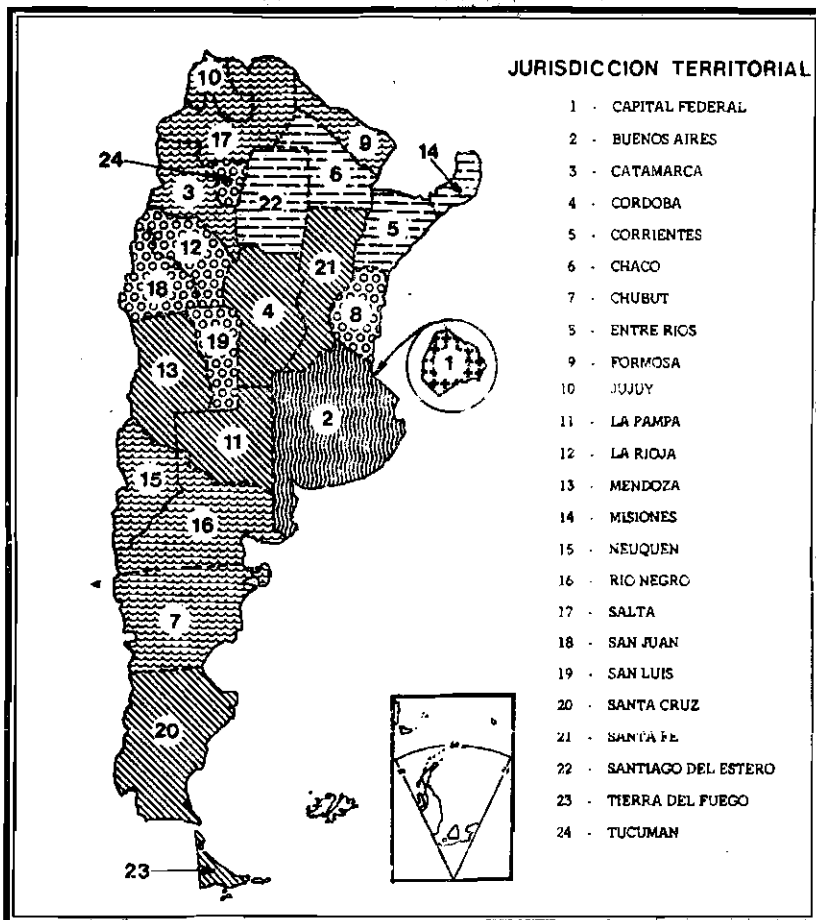 JURISDICCION TERRITORIAL
1 - CAPITAL FEDERAL
2 - BUENOS AIRES
3 - CATAMARCA
4 - CORDOBA
5 - CORRIENTES
6 - CHACO
7 - CHUBUT
5 - ENTRE RIOS
9 - FORMOSA
10 JUJUY
11 - LA PAMPA
12 - LA RIOJA
13 - MENDOZA
14 - MISIONES
15 - NEUQUEN
16 - RIO NEGRO
17 - SALTA
18 - SAN JUAN
19 - SAN LUIS
20 - SANTA CRUZ
21 - SANTA FE
22 - SANTIAGO DEL ESTERO
23 - TIERRA DEL FUEGO
24 - TUCUMAN
10
17
9
24
14
6
3
22
5
12
21
18
4
8
19
1
13
2
11
15
16
7
20
23